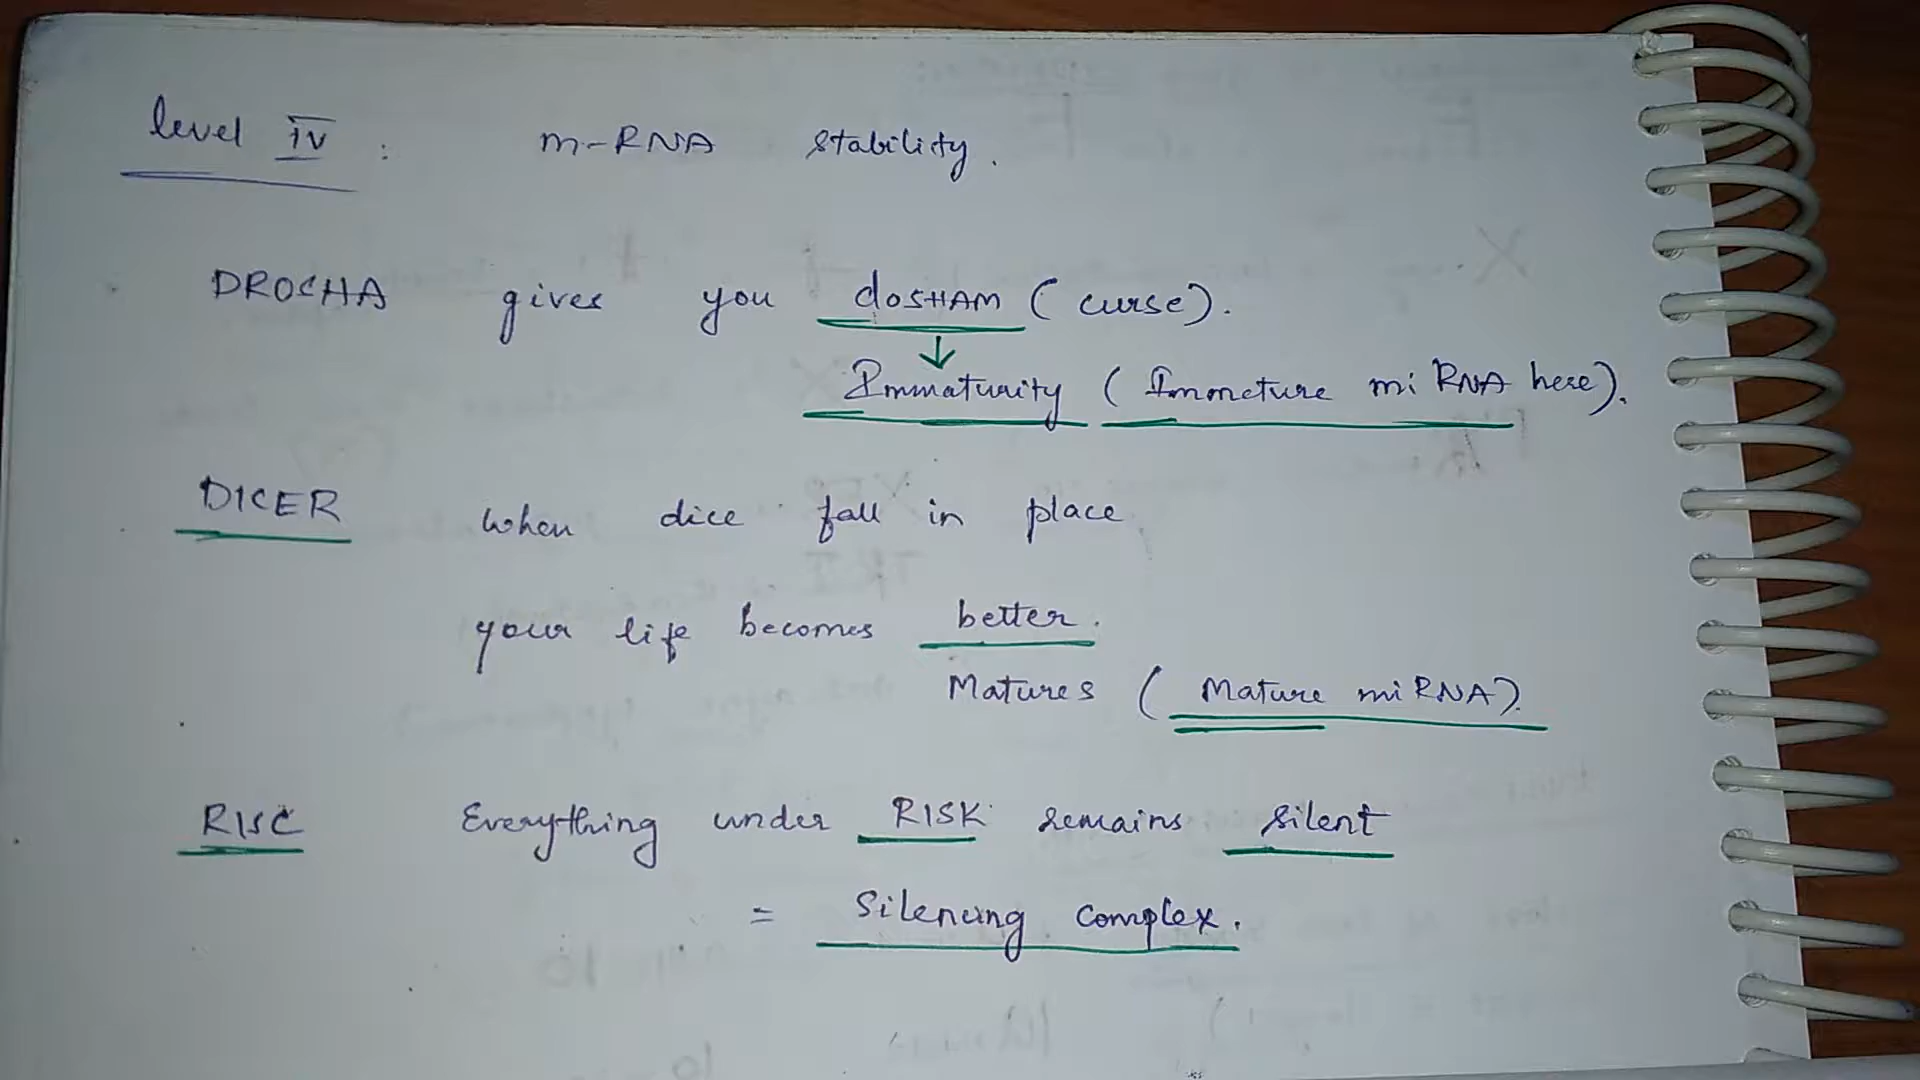 level IV : m-RNA stability.
DROCHA gives you dOSHAM (curse).
↓
Immaturity (Immature mi RNA here).
DICER when dice fall in place
your life becomes better.
Matures (Mature miRNA).
RISC Everything under RISK remains silent
= Silencing complex.